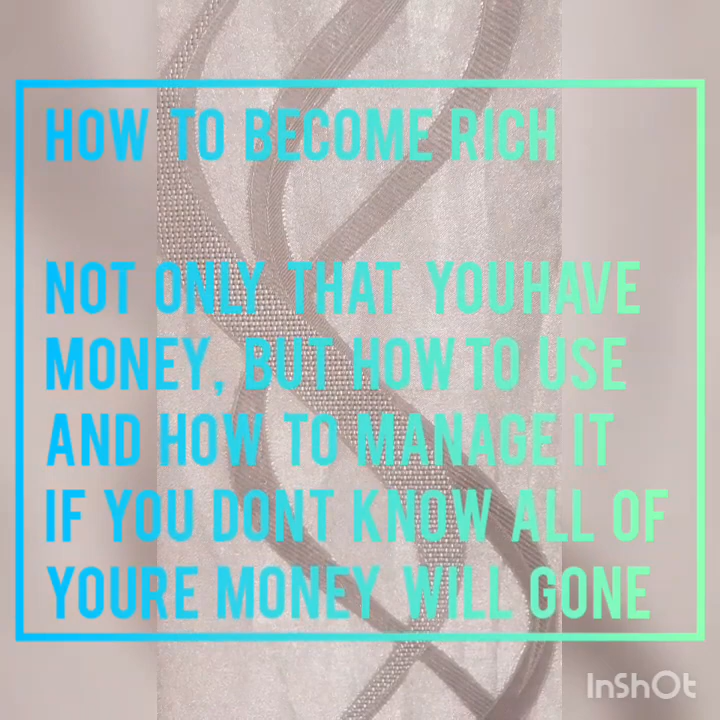 HOW TO BECOME RICH
NOT ONLY THAT YOUHAVE
MONEY, BUT HOW TO USE
AND HOW TO MANAGE IT
IF YOU DONT KNOW ALL OF
YOURE MONEY WILL GONE
InShOt